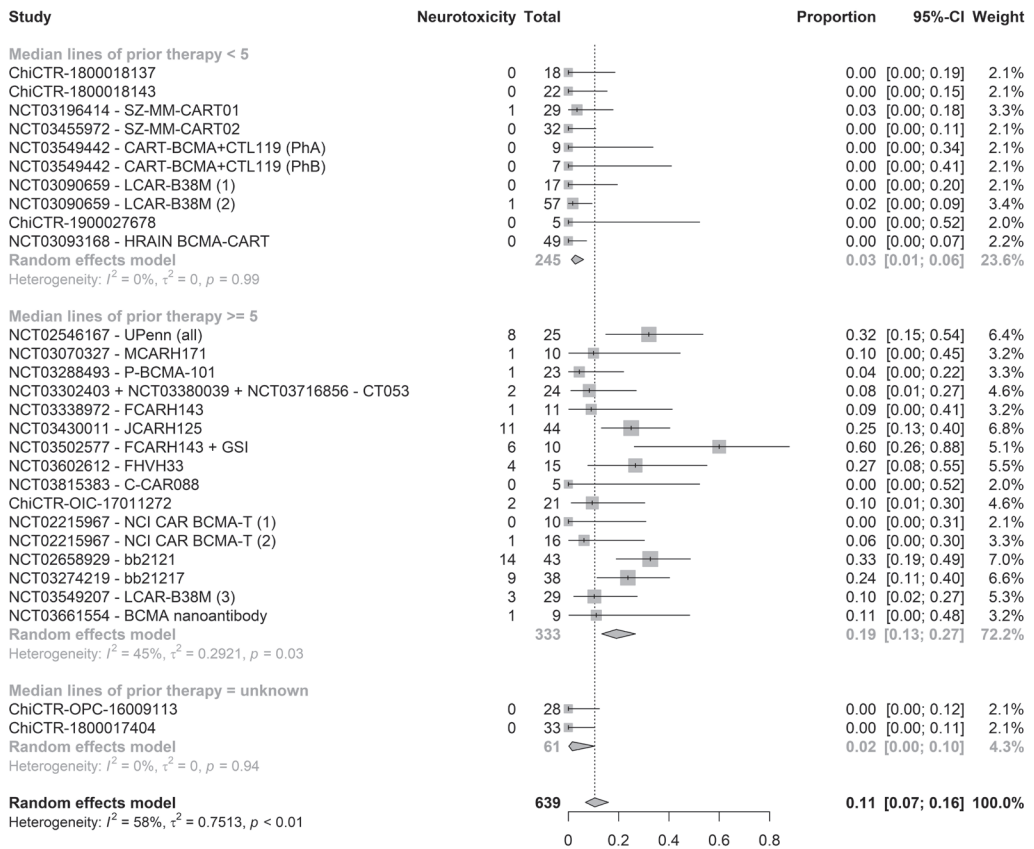 Study Neurotoxicity Total Proportion 95%-CI Weight
Median lines of prior therapy < 5
ChiCTR-1800018137 0 18 0.00 [0.00; 0.19] 2.1%
ChiCTR-1800018143 0 22 0.00 [0.00; 0.15] 2.1%
NCT03196414 - SZ-MM-CART01 1 29 0.03 [0.00; 0.18] 3.3%
NCT03455972 - SZ-MM-CART02 0 32 0.00 [0.00; 0.11] 2.1%
NCT03549442 - CART-BCMA+CTL119 (PhA) 0 9 0.00 [0.00; 0.34] 2.1%
NCT03549442 - CART-BCMA+CTL119 (PhB) 0 7 0.00 [0.00; 0.41] 2.1%
NCT03090659 - LCAR-B38M (1) 0 17 0.00 [0.00; 0.20] 2.1%
NCT03090659 - LCAR-B38M (2) 1 57 0.02 [0.00; 0.09] 3.4%
ChiCTR-1900027678 0 5 0.00 [0.00; 0.52] 2.0%
NCT03093168 - HRAIN BCMA-CART 0 49 0.00 [0.00; 0.07] 2.2%
Random effects model 245 0.03 [0.01; 0.06] 23.6%
Heterogeneity: I² = 0%, τ² = 0, p = 0.99
Median lines of prior therapy >= 5
NCT02546167 - UPenn (all) 8 25 0.32 [0.15; 0.54] 6.4%
NCT03070327 - MCARH171 1 10 0.10 [0.00; 0.45] 3.2%
NCT03288493 - P-BCMA-101 1 23 0.04 [0.00; 0.22] 3.3%
NCT03302403 + NCT03380039 + NCT03716856 - CT053 2 24 0.08 [0.01; 0.27] 4.6%
NCT03338972 - FCARH143 1 11 0.09 [0.00; 0.41] 3.2%
NCT03430011 - JCARH125 11 44 0.25 [0.13; 0.40] 6.8%
NCT03502577 - FCARH143 + GSI 6 10 0.60 [0.26; 0.88] 5.1%
NCT03602612 - FHVH33 4 15 0.27 [0.08; 0.55] 5.5%
NCT03815383 - C-CAR088 0 5 0.00 [0.00; 0.52] 2.0%
ChiCTR-OIC-17011272 2 21 0.10 [0.01; 0.30] 4.6%
NCT02215967 - NCI CAR BCMA-T (1) 0 10 0.00 [0.00; 0.31] 2.1%
NCT02215967 - NCI CAR BCMA-T (2) 1 16 0.06 [0.00; 0.30] 3.3%
NCT02658929 - bb2121 14 43 0.33 [0.19; 0.49] 7.0%
NCT03274219 - bb21217 9 38 0.24 [0.11; 0.40] 6.6%
NCT03549207 - LCAR-B38M (3) 3 29 0.10 [0.02; 0.27] 5.3%
NCT03661554 - BCMA nanoantibody 1 9 0.11 [0.00; 0.48] 3.2%
Random effects model 333 0.19 [0.13; 0.27] 72.2%
Heterogeneity: I² = 45%, τ² = 0.2921, p = 0.03
Median lines of prior therapy = unknown
ChiCTR-OPC-16009113 0 28 0.00 [0.00; 0.12] 2.1%
ChiCTR-1800017404 0 33 0.00 [0.00; 0.11] 2.1%
Random effects model 61 0.02 [0.00; 0.10] 4.3%
Heterogeneity: I² = 0%, τ² = 0, p = 0.94
Random effects model 639 0.11 [0.07; 0.16] 100.0%
Heterogeneity: I² = 58%, τ² = 0.7513, p < 0.01
0 0.2 0.4 0.6 0.8